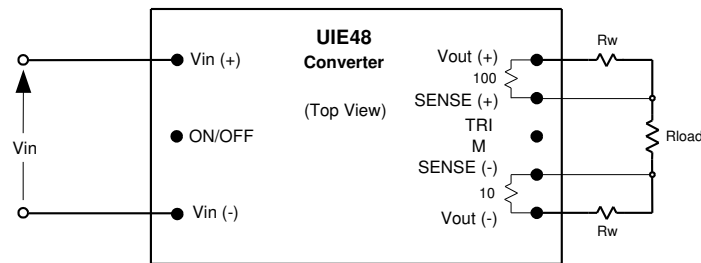 UIE48
Converter
(Top View)
Vin (+)
ON/OFF
Vin (-)
Vin
Vout (+)
100
SENSE (+)
TRI
M
SENSE (-)
10
Vout (-)
Rw
Rload
Rw